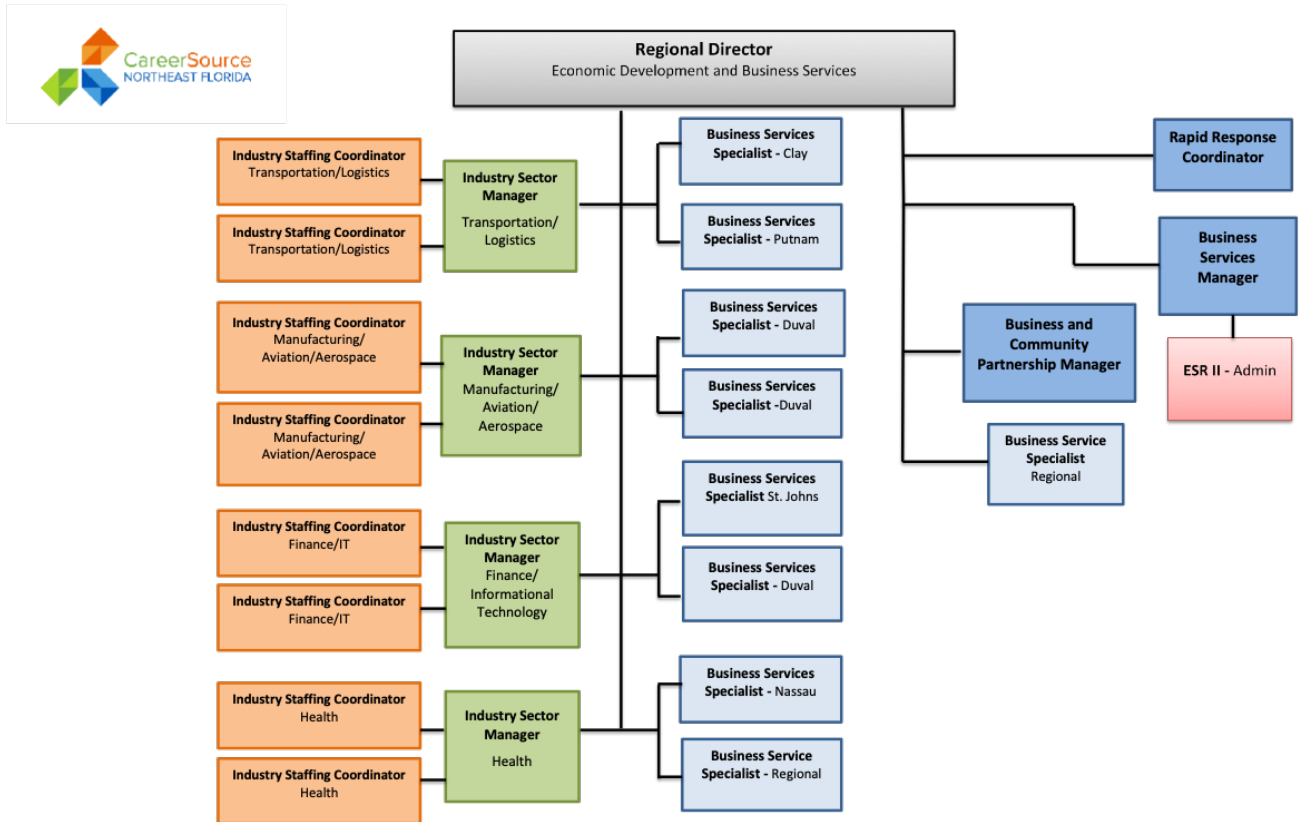 CareerSource
NORTHEAST FLORIDA
Regional Director
Economic Development and Business Services
Industry Staffing Coordinator
Transportation/Logistics
Industry Staffing Coordinator
Transportation/Logistics
Industry Sector
Manager
Transportation/
Logistics
Business Services
Specialist - Clay
Business Services
Specialist - Putnam
Industry Staffing Coordinator
Manufacturing/
Aviation/Aerospace
Industry Staffing Coordinator
Manufacturing/
Aviation/Aerospace
Industry Sector
Manager
Manufacturing/
Aviation/
Aerospace
Business Services
Specialist - Duval
Business Services
Specialist -Duval
Industry Staffing Coordinator
Finance/IT
Industry Staffing Coordinator
Finance/IT
Industry Sector
Manager
Finance/
Informational
Technology
Business Services
Specialist St. Johns
Business Services
Specialist - Duval
Industry Staffing Coordinator
Health
Industry Staffing Coordinator
Health
Industry Sector
Manager
Health
Business Services
Specialist - Nassau
Business Service
Specialist - Regional
Rapid Response
Coordinator
Business
Services
Manager
Business and
Community
Partnership Manager
ESR II - Admin
Business Service
Specialist
Regional